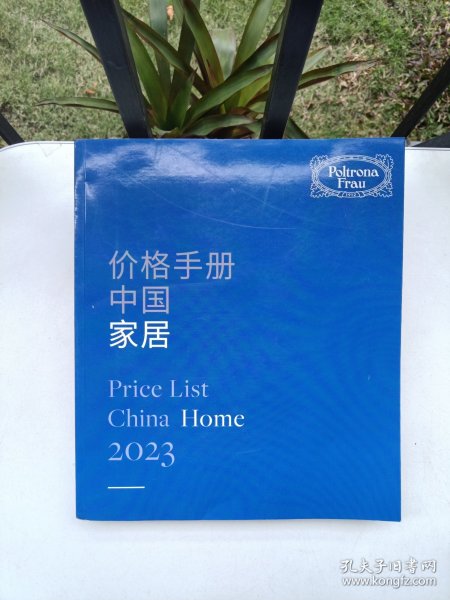 Poltrona
Frau
价格手册
中国
家居
Price List
China Home
2023
孔夫子旧书网
www.kongfz.com